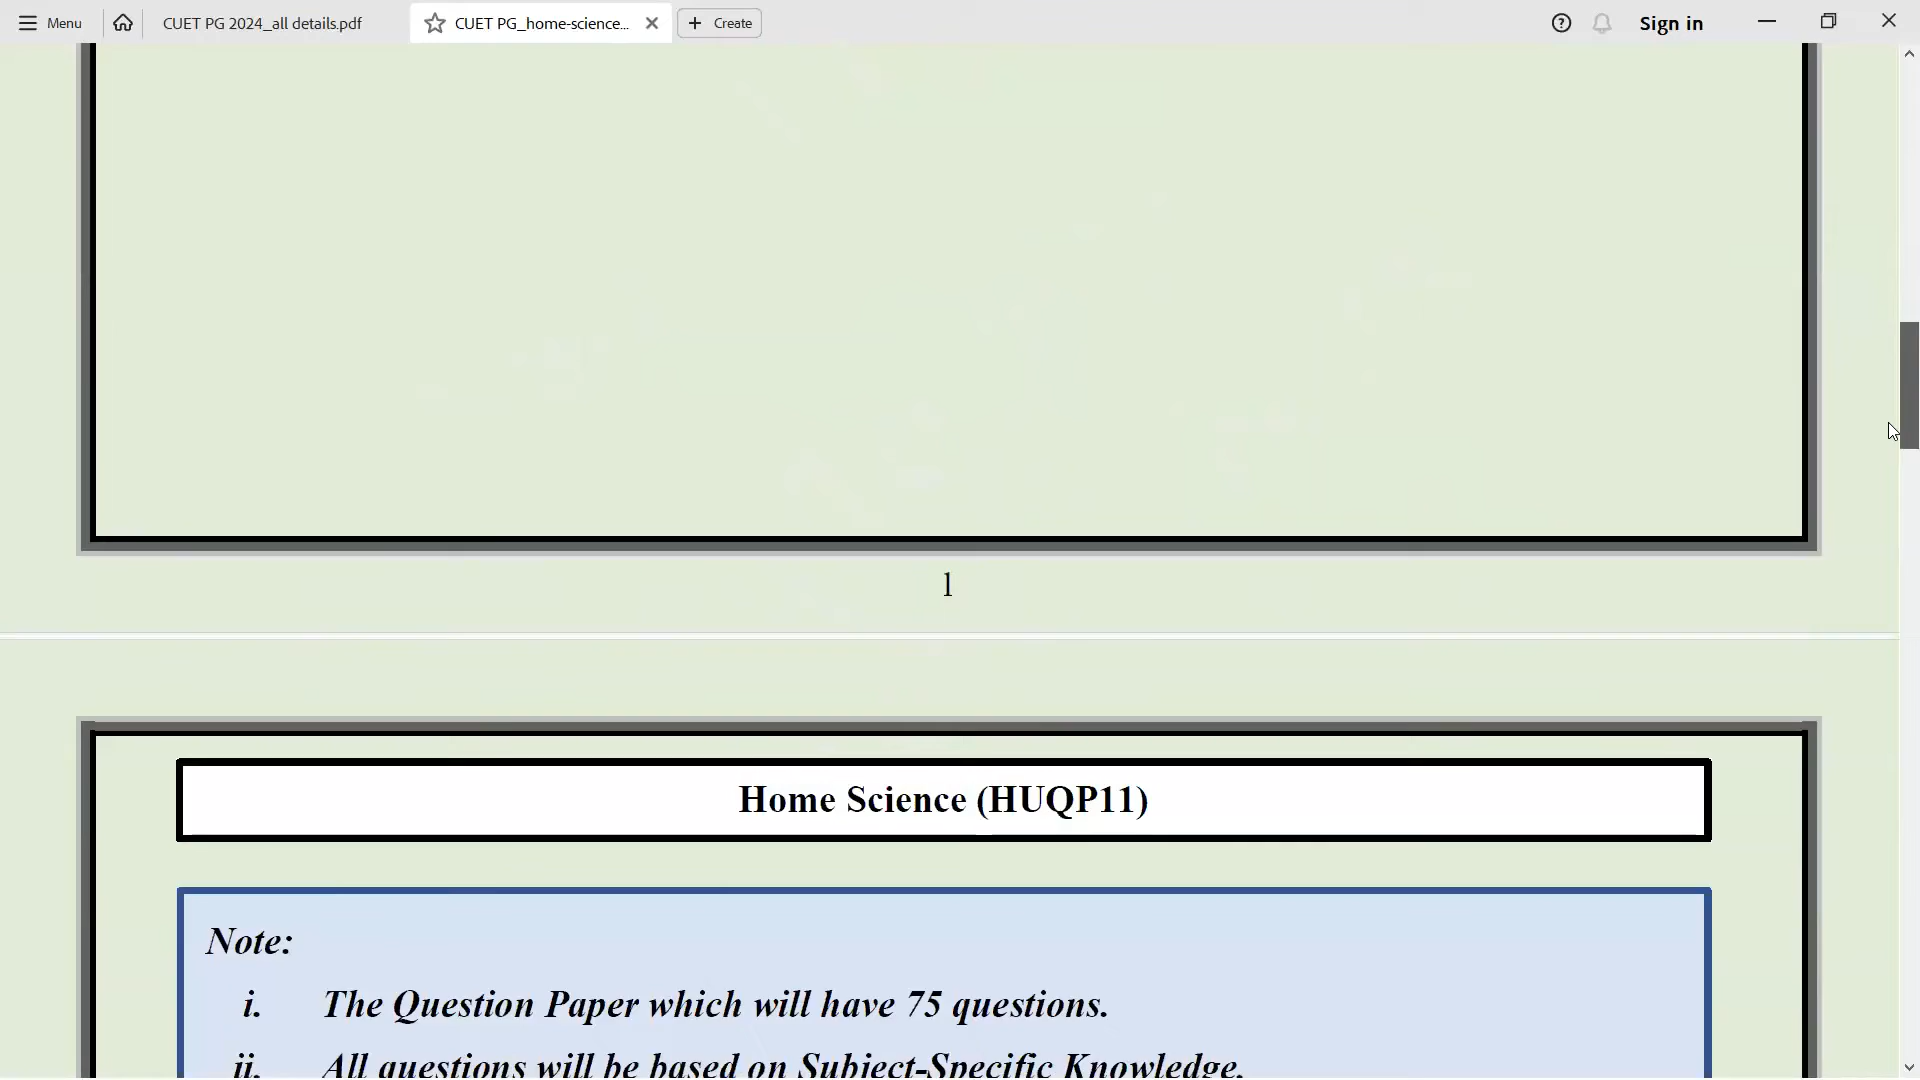 Menu CUET PG 2024_all details.pdf CUET PG_home-science... Create Sign in
1
Home Science (HUQP11)
Note:
i. The Question Paper which will have 75 questions.
ii. All questions will be based on Subject-Specific Knowledge.